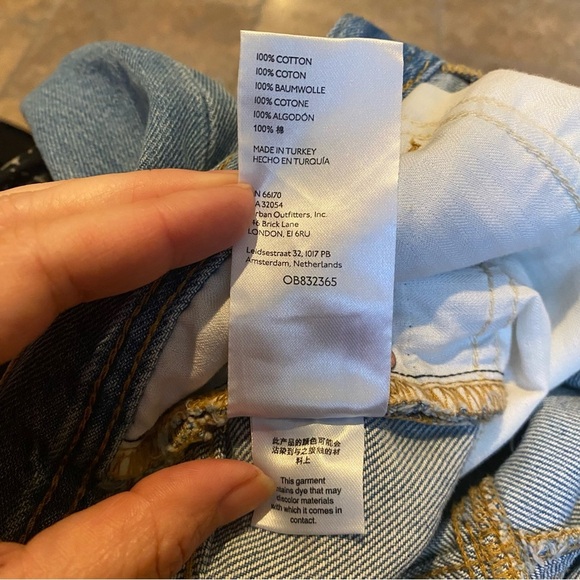 100% COTTON
100% COTON
100% BAUMWOLLE
100% COTONE
100% ALGODÓN
100% 棉
MADE IN TURKEY
HECHO EN TURQUÍA
66170
32054
Outfitters, Inc.
Brick Lane
LONDON, E1 6RU
Leidsestraat 32, 1017 PB
Amsterdam, Netherlands
OB832365
此产品的颜色可能会
沾染到与之接触的材
料上
This garment
contains dye that may
discolor materials
with which it comes in
contact.